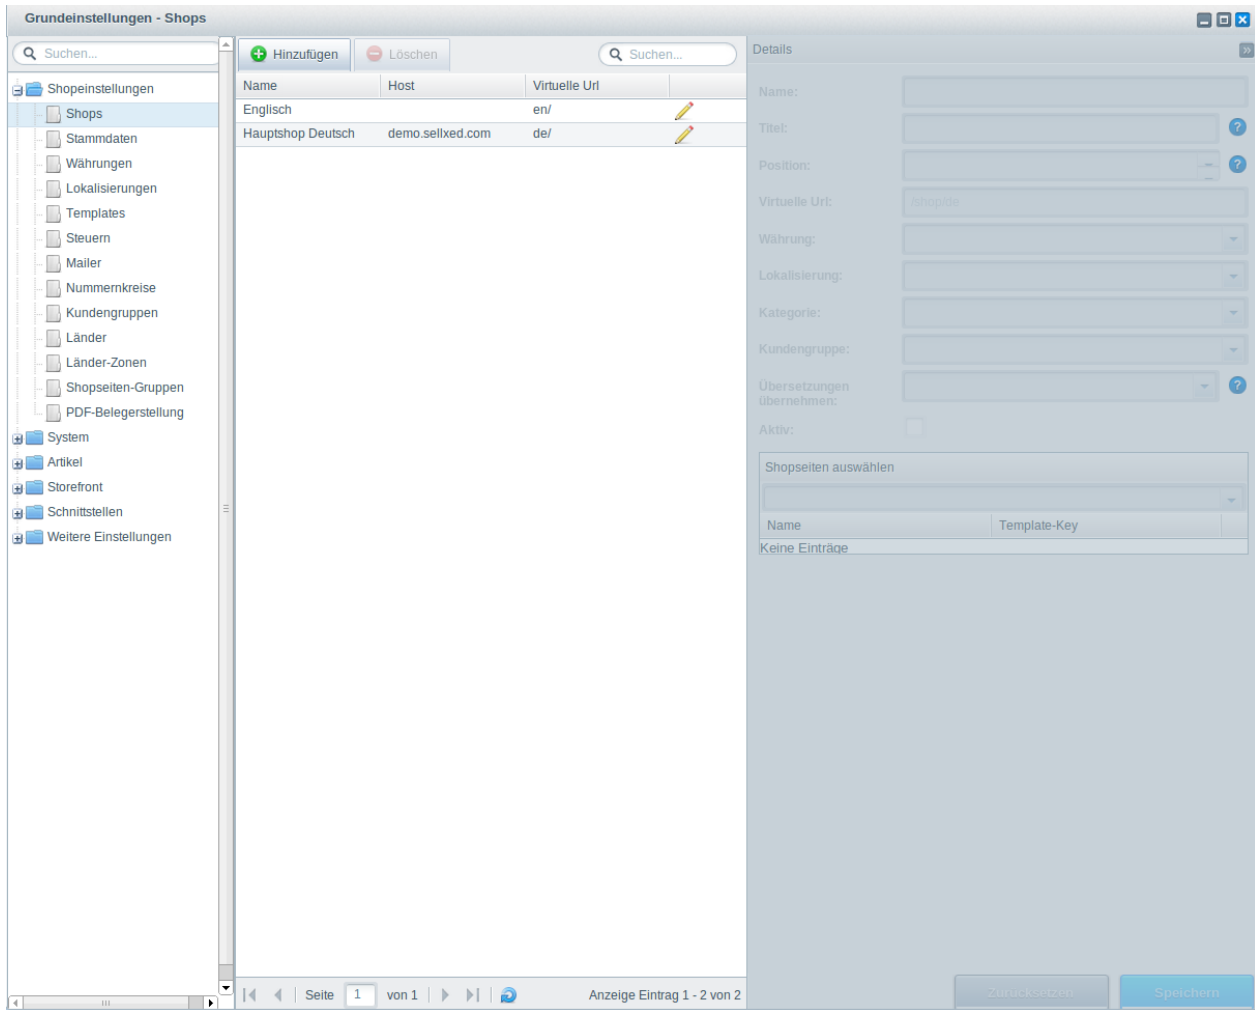 Grundeinstellungen - Shops
Suchen...
Shopeinstellungen
Shops
Stammdaten
Währungen
Lokalisierungen
Templates
Steuern
Mailer
Nummernkreise
Kundengruppen
Länder
Länder-Zonen
Shopseiten-Gruppen
PDF-Belegerstellung
System
Artikel
Storefront
Schnittstellen
Weitere Einstellungen
Hinzufügen Löschen Suchen...
Name Host Virtuelle Url
Englisch en/
Hauptshop Deutsch demo.sellxed.com de/
Seite 1 von 1 Anzeige Eintrag 1 - 2 von 2
Details
Name:
Titel:
Position:
Virtuelle Url: /shop/de
Währung:
Lokalisierung:
Kategorie:
Kundengruppe:
Übersetzungen
übernehmen:
Aktiv:
Shopseiten auswählen
Name Template-Key
Keine Einträge
Zurücksetzen Speichern